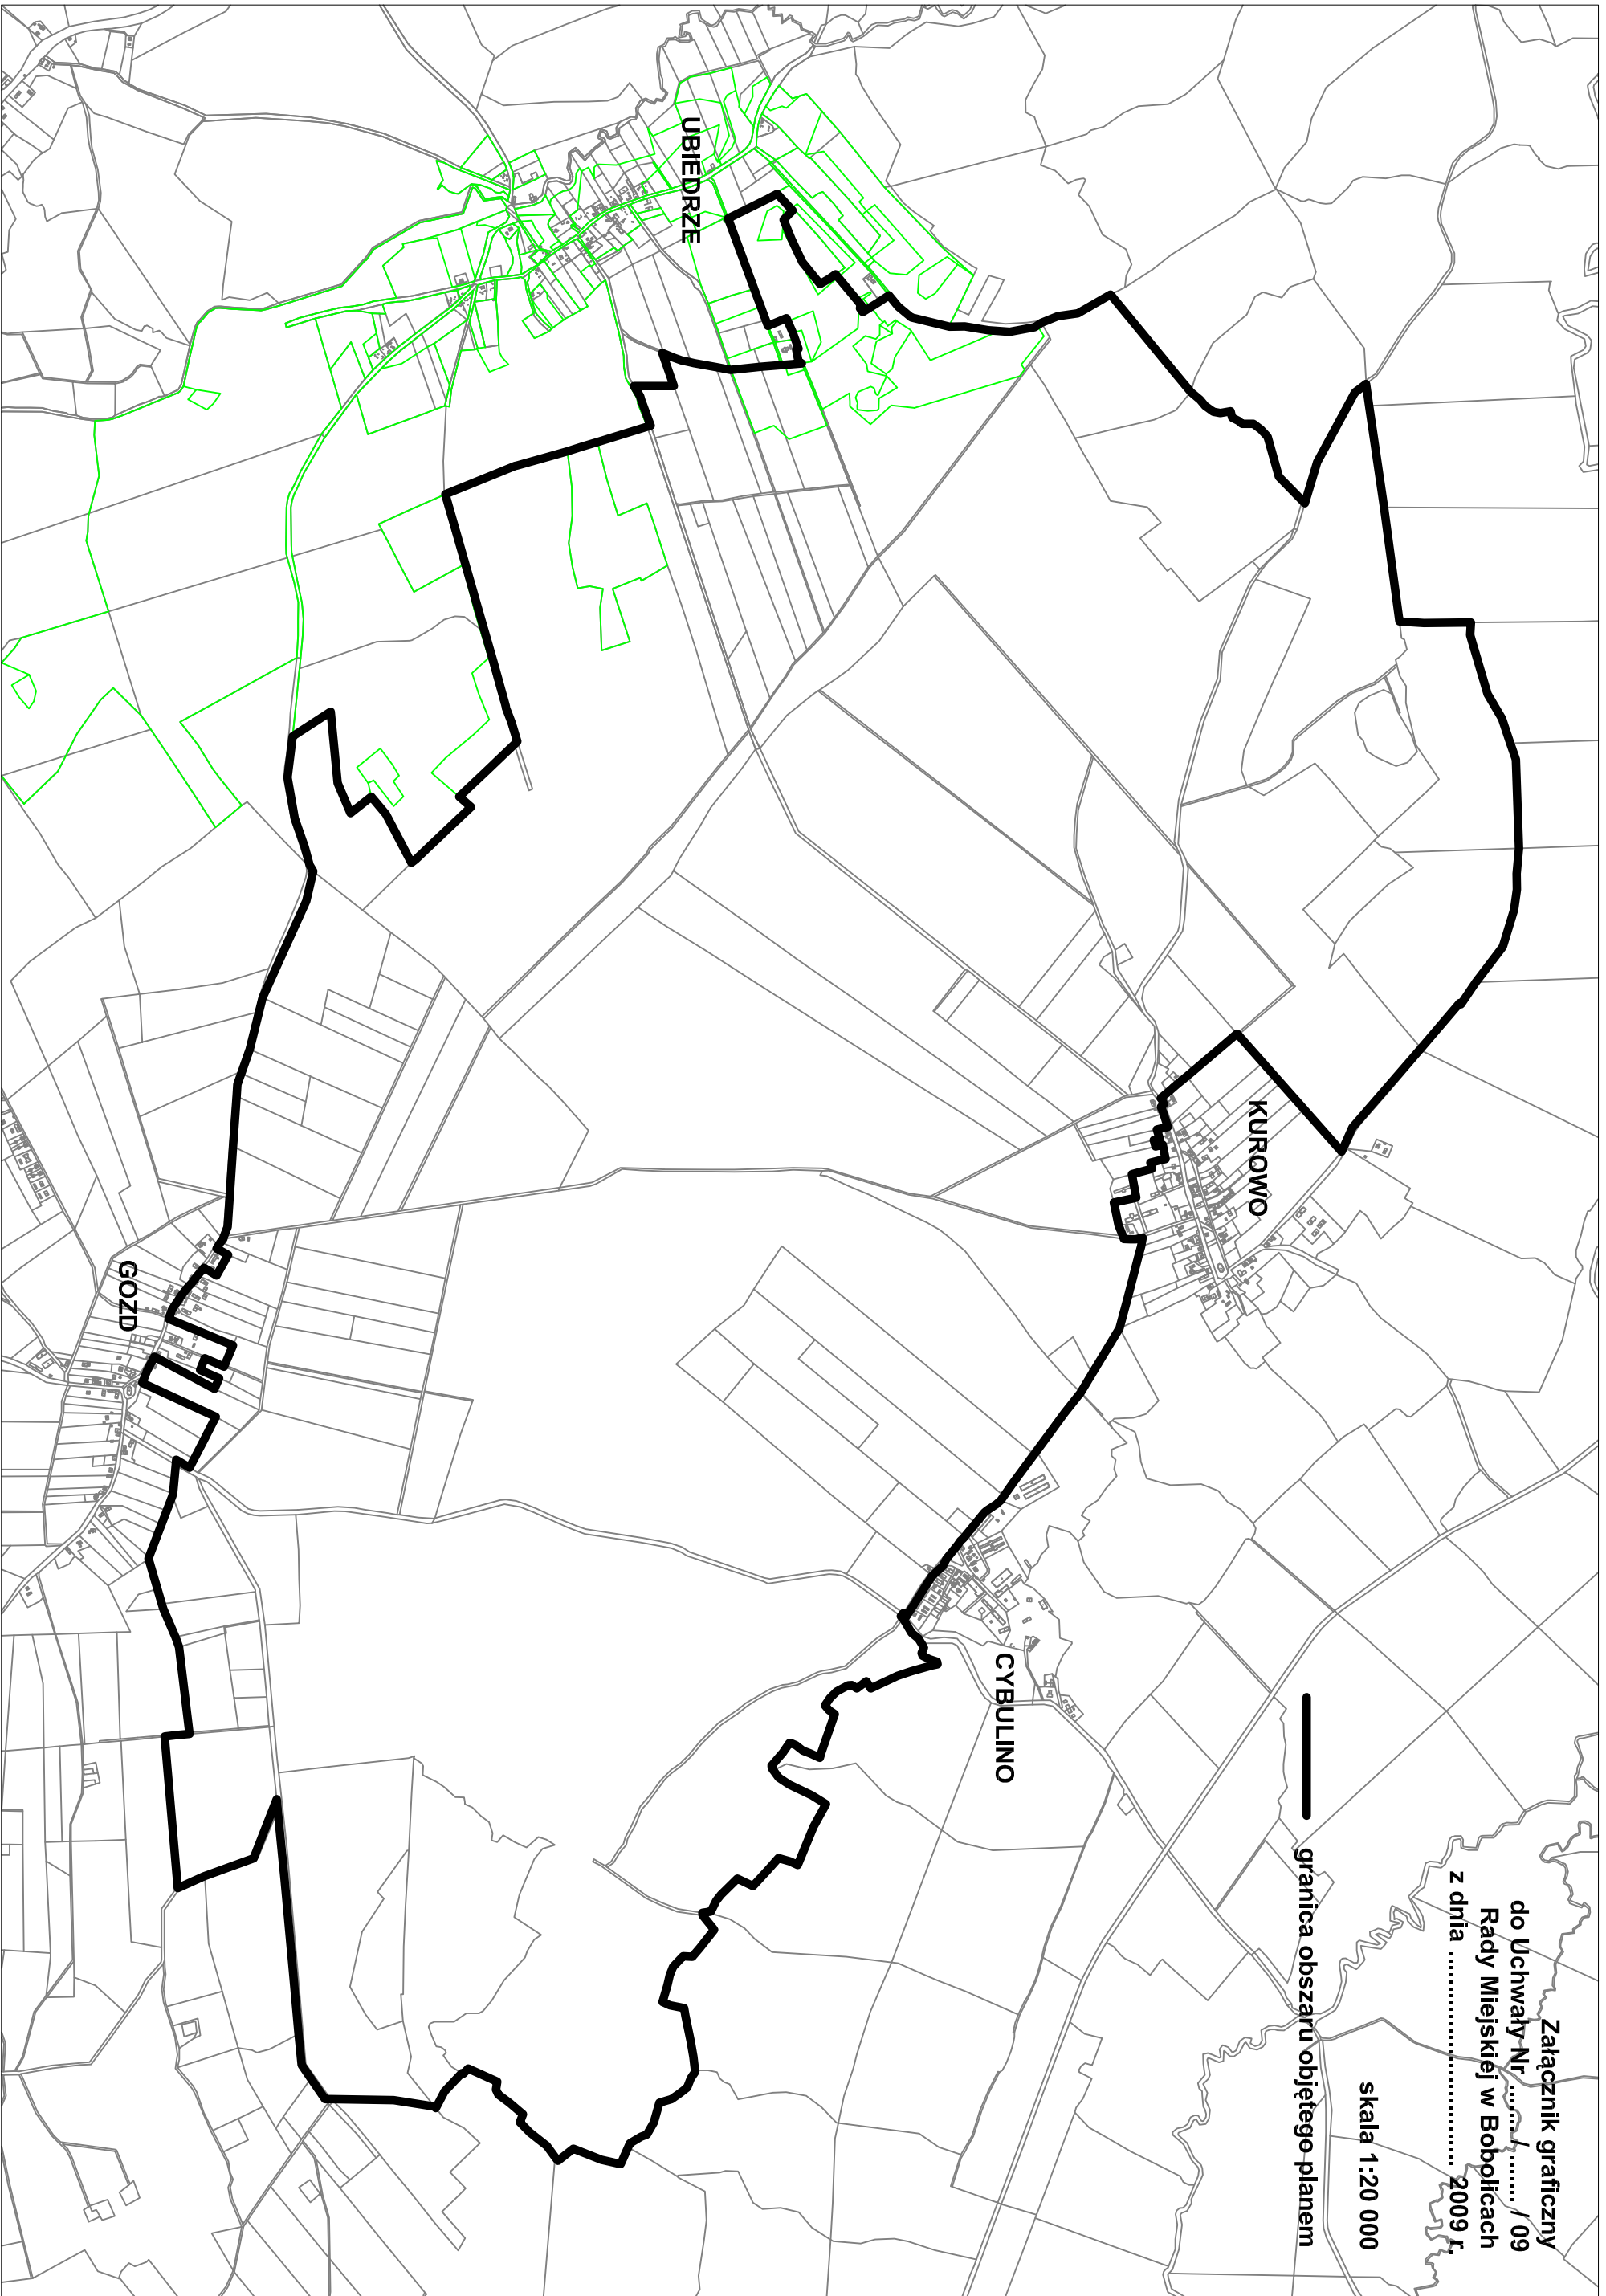 Załącznik graficzny
do Uchwały Nr ....... / ....... / 09
Rady Miejskiej w Bobolicach
z dnia ................................ 2009 r.
skala 1:20 000
granica obszaru objętego planem
KUROWO
CYBULINO
UBIEDRZE
GOZD